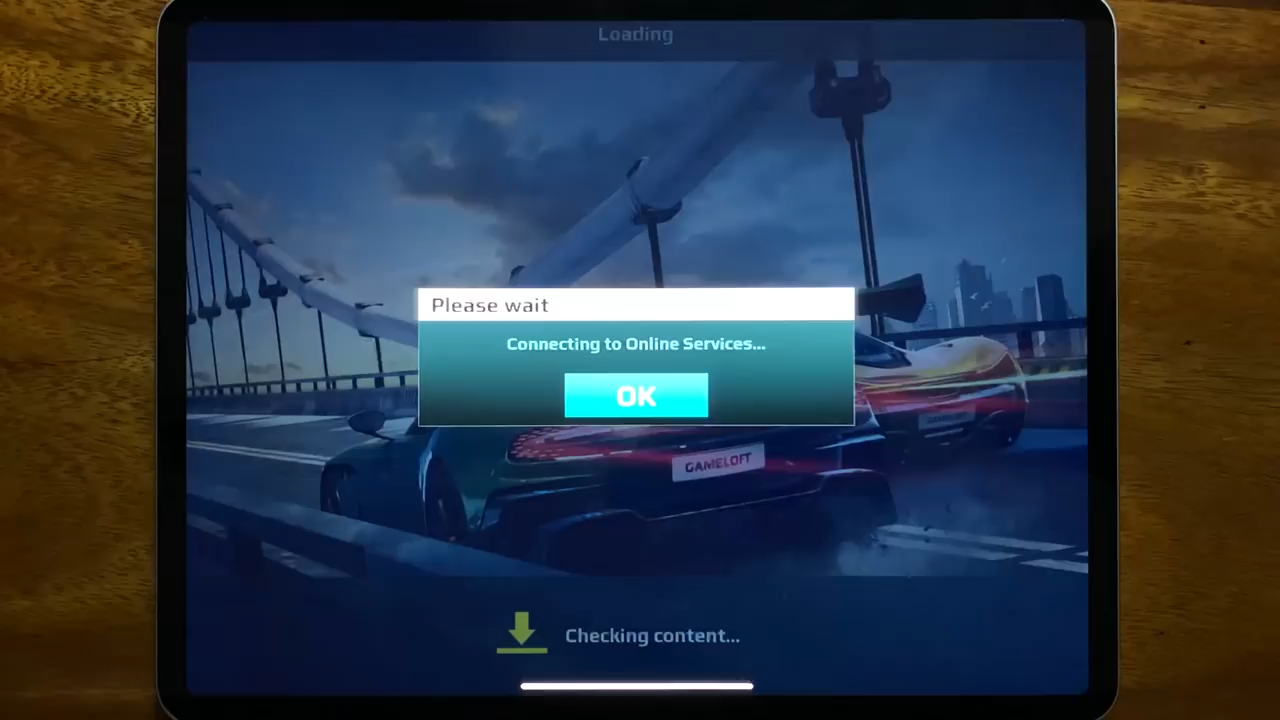 Loading
Please wait
Connecting to Online Services...
OK
GAMELOFT
Checking content...